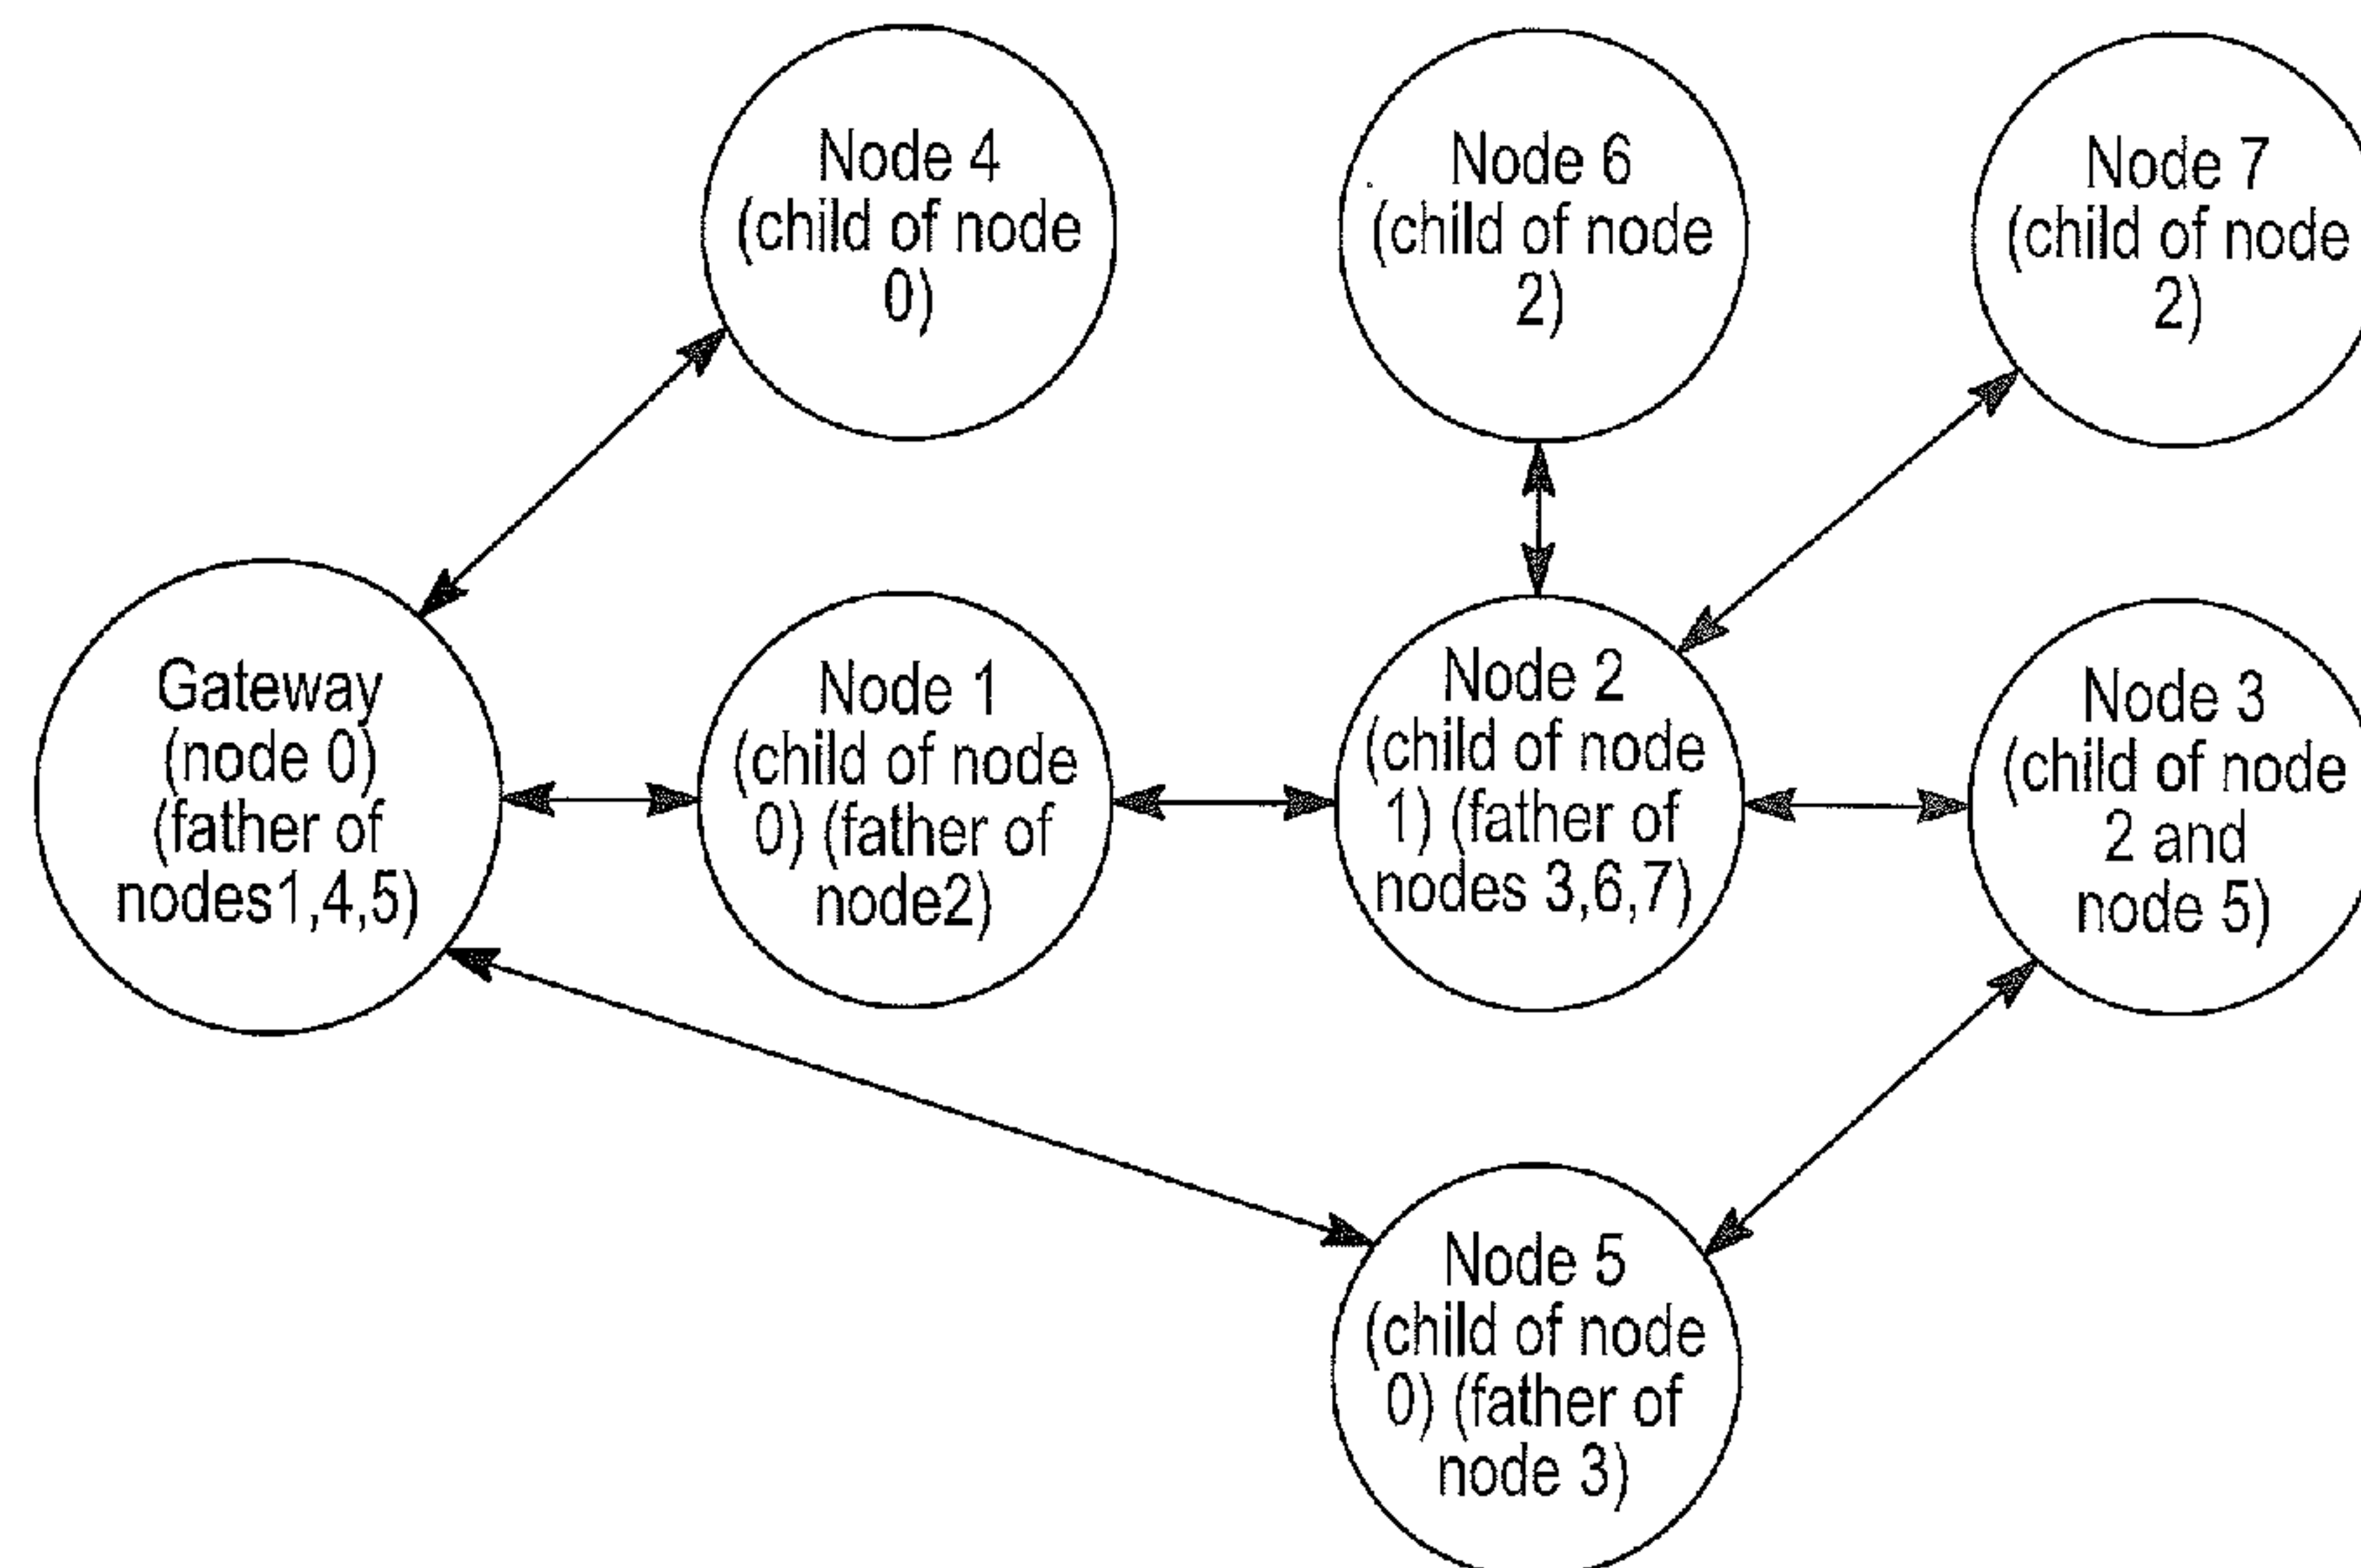 Node 4
(child of node
0)
Node 6
(child of node
2)
Node 7
(child of node
2)
Gateway
(node 0)
(father of
nodes1,4,5)
Node 1
(child of node
0) (father of
node2)
Node 2
(child of node
1) (father of
nodes 3,6,7)
Node 3
(child of node
2 and
node 5)
Node 5
(child of node
0) (father of
node 3)